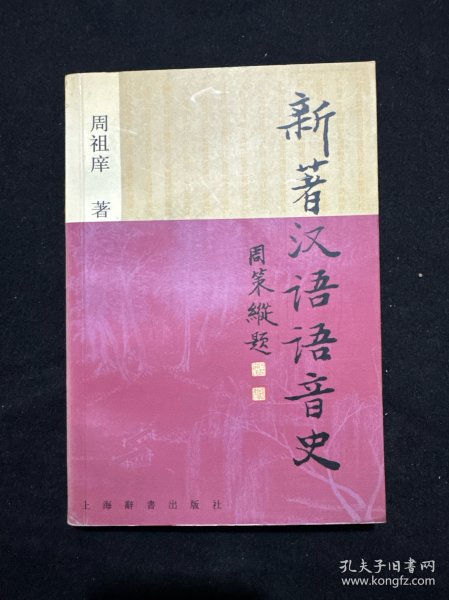 新著汉语语音史
周策縱题
周祖庠 著
上海辭書出版社
孔夫子旧书网
www.kongfz.com